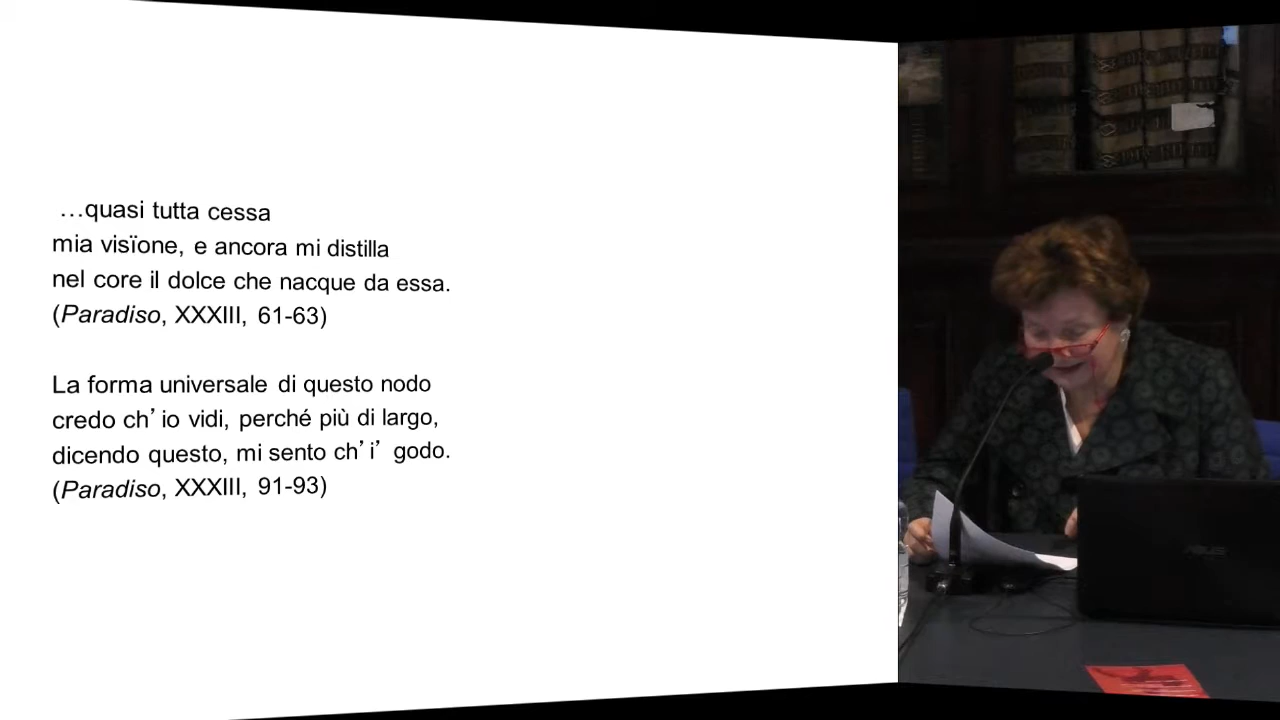 …quasi tutta cessa
mia visïone, e ancora mi distilla
nel core il dolce che nacque da essa.
(Paradiso, XXXIII, 61-63)
La forma universale di questo nodo
credo ch’ io vidi, perché più di largo,
dicendo questo, mi sento ch’ i’ godo.
(Paradiso, XXXIII, 91-93)
ASUS